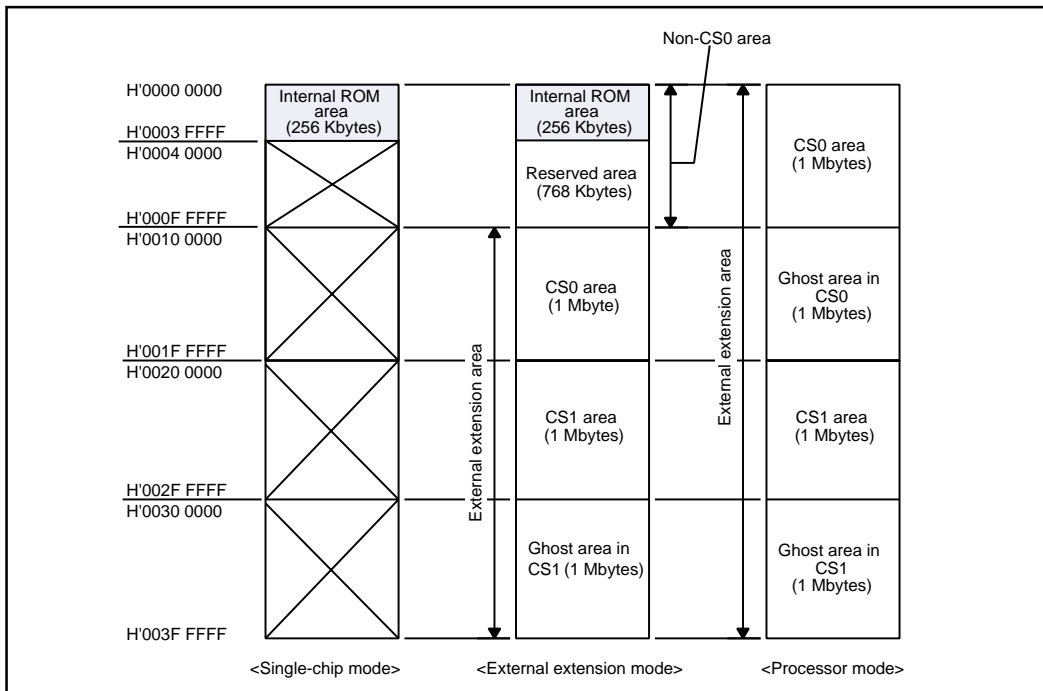 Non-CS0 area
H'0000 0000
H'0003 FFFF
H'0004 0000
H'000F FFFF
H'0010 0000
H'001F FFFF
H'0020 0000
H'002F FFFF
H'0030 0000
H'003F FFFF
Internal ROM
area
(256 Kbytes)
<Single-chip mode>
External extension area
Internal ROM
area
(256 Kbytes)
Reserved area
(768 Kbytes)
CS0 area
(1 Mbyte)
CS1 area
(1 Mbytes)
Ghost area in
CS1 (1 Mbytes)
<External extension mode>
External extension area
CS0 area
(1 Mbytes)
Ghost area in
CS0
(1 Mbytes)
CS1 area
(1 Mbytes)
Ghost area in
CS1
(1 Mbytes)
<Processor mode>